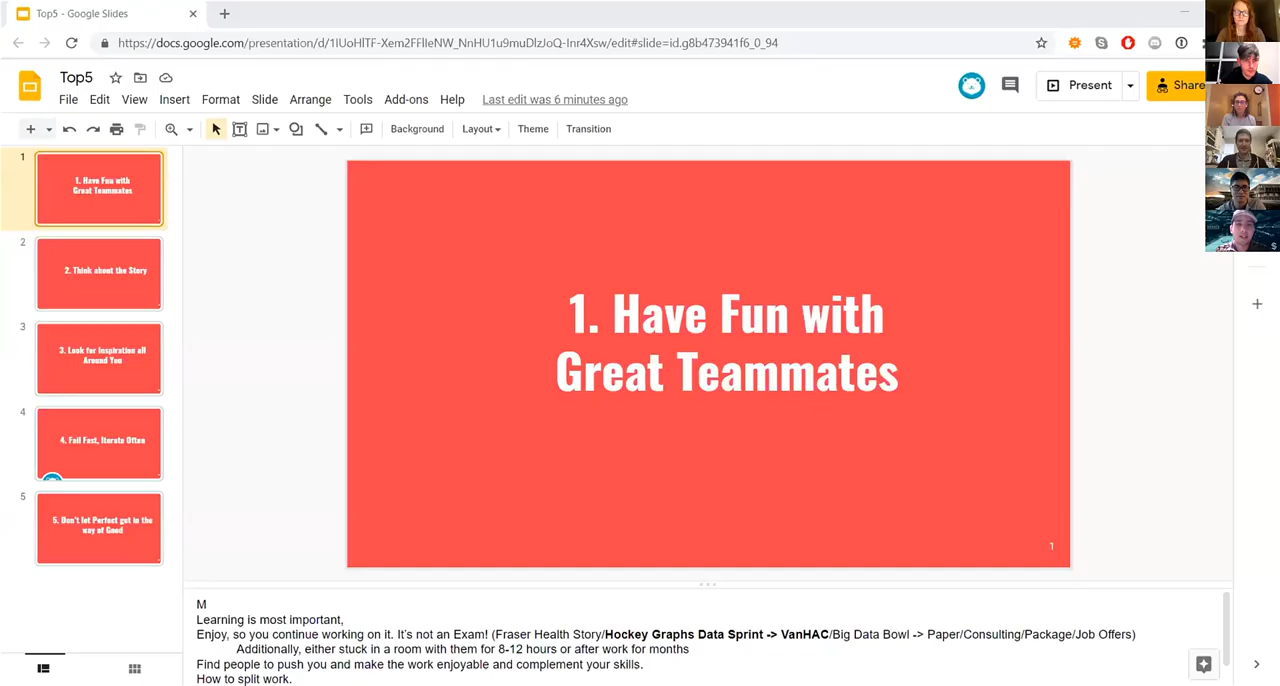 Top5 - Google Slides
https://docs.google.com/presentation/d/1IUoHlTF-Xem2FFlIeNW_NnHU1u9muDlzJoQ-Inr4Xsw/edit#slide=id.g8b473941f6_0_94
Top5
File Edit View Insert Format Slide Arrange Tools Add-ons Help Last edit was 6 minutes ago
Present
Share
Background Layout Theme Transition
1
1. Have Fun with
Great Teammates
2
2. Think about the Story
3
3. Look for Inspiration all
Around You
4
4. Fail Fast, Iterate Often
5
5. Don't let Perfect get in the
way of Good
1. Have Fun with
Great Teammates
1
M
Learning is most important,
Enjoy, so you continue working on it. It's not an Exam! (Fraser Health Story/Hockey Graphs Data Sprint -> VanHAC/Big Data Bowl -> Paper/Consulting/Package/Job Offers)
Additionally, either stuck in a room with them for 8-12 hours or after work for months
Find people to push you and make the work enjoyable and complement your skills.
How to split work.